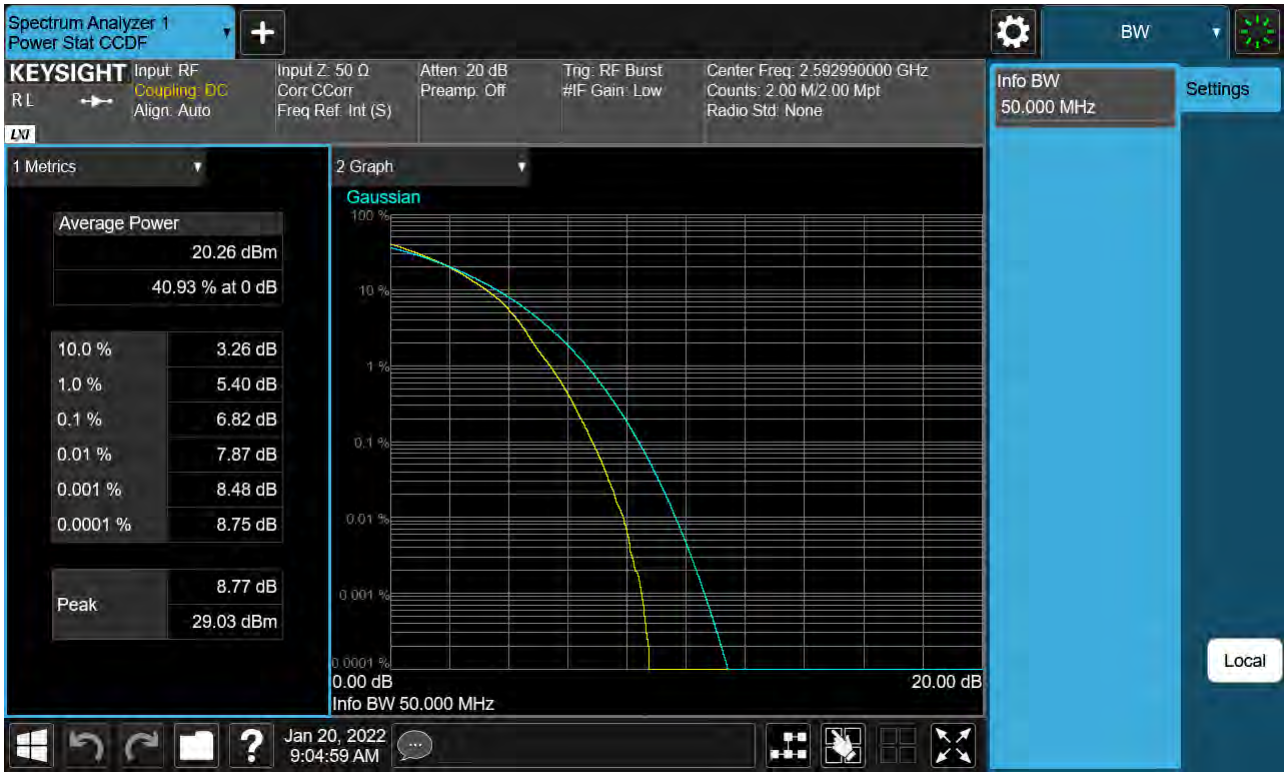 Spectrum Analyzer 1
Power Stat CCDF
+
BW
KEYSIGHT
R L
LXI
Input: RF
Coupling: DC
Align: Auto
Input Z: 50 Ω
Corr CCorr
Freq Ref: Int (S)
Atten: 20 dB
Preamp: Off
Trig: RF Burst
#IF Gain: Low
Center Freq: 2.592990000 GHz
Counts: 2.00 M/2.00 Mpt
Radio Std: None
Info BW
50.000 MHz
Settings
1 Metrics
Average Power
20.26 dBm
40.93 % at 0 dB
10.0 % 3.26 dB
1.0 % 5.40 dB
0.1 % 6.82 dB
0.01 % 7.87 dB
0.001 % 8.48 dB
0.0001 % 8.75 dB
Peak
8.77 dB
29.03 dBm
2 Graph
Gaussian
100 %
10 %
1 %
0.1 %
0.01 %
0.001 %
0.0001 %
0.00 dB 20.00 dB
Info BW 50.000 MHz
Local
?
Jan 20, 2022
9:04:59 AM